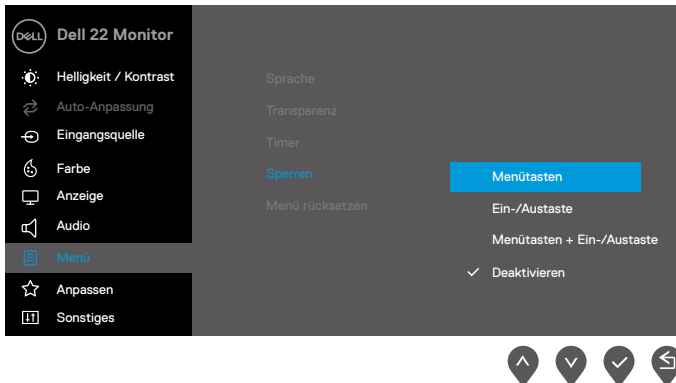 DELL Dell 22 Monitor
Helligkeit / Kontrast
Auto-Anpassung
Eingangsquelle
Farbe
Anzeige
Audio
Menü
Anpassen
Sonstiges
Sprache
Transparenz
Timer
Sperren
Menü rücksetzen
Menütasten
Ein-/Austaste
Menütasten + Ein-/Austaste
Deaktivieren